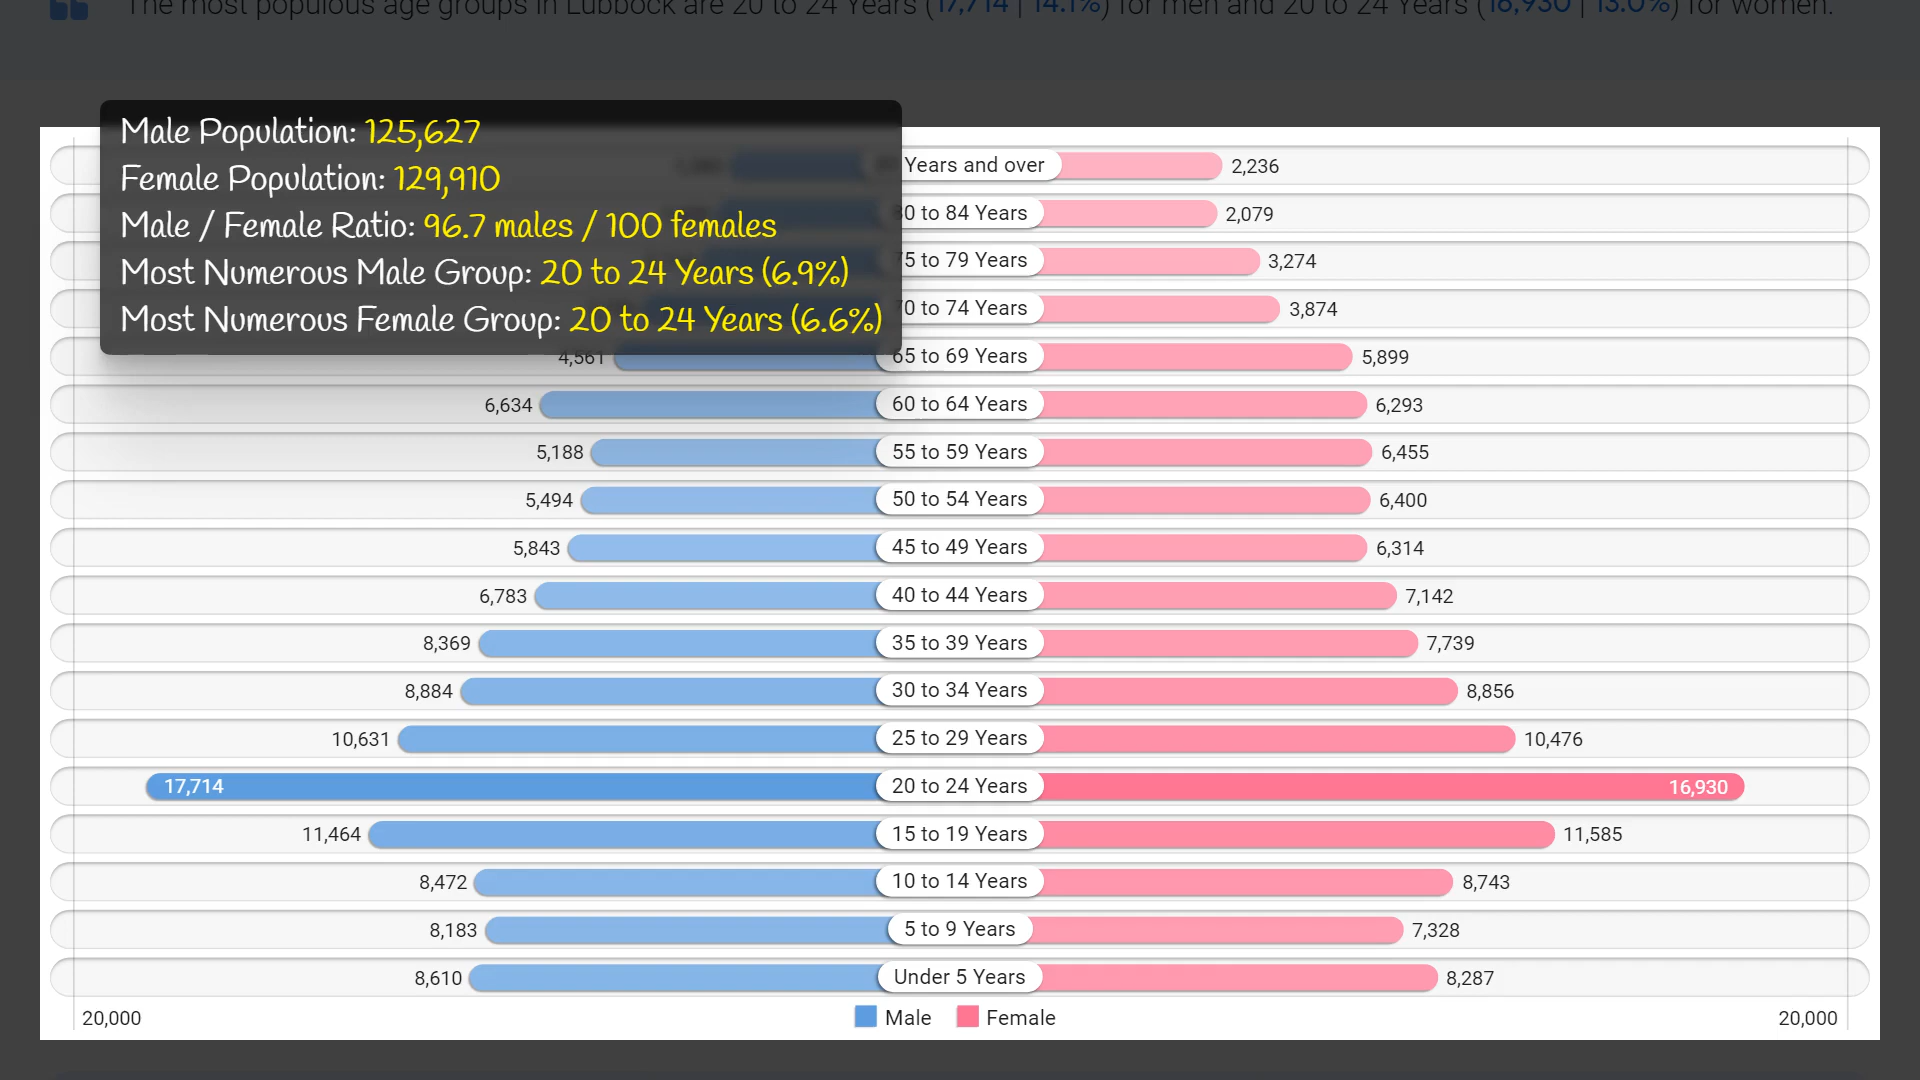 The most populous age groups in Lubbock are 20 to 24 Years (17,714 | 14.1%) for men and 20 to 24 Years (16,930 | 13.0%) for women.
Male Population: 125,627
Female Population: 129,910
Male / Female Ratio: 96.7 males / 100 females
Most Numerous Male Group: 20 to 24 Years (6.9%)
Most Numerous Female Group: 20 to 24 Years (6.6%)
Years and over 2,236
80 to 84 Years 2,079
75 to 79 Years 3,274
70 to 74 Years 3,874
4,561 65 to 69 Years 5,899
6,634 60 to 64 Years 6,293
5,188 55 to 59 Years 6,455
5,494 50 to 54 Years 6,400
5,843 45 to 49 Years 6,314
6,783 40 to 44 Years 7,142
8,369 35 to 39 Years 7,739
8,884 30 to 34 Years 8,856
10,631 25 to 29 Years 10,476
17,714 20 to 24 Years 16,930
11,464 15 to 19 Years 11,585
8,472 10 to 14 Years 8,743
8,183 5 to 9 Years 7,328
8,610 Under 5 Years 8,287
20,000 Male Female 20,000